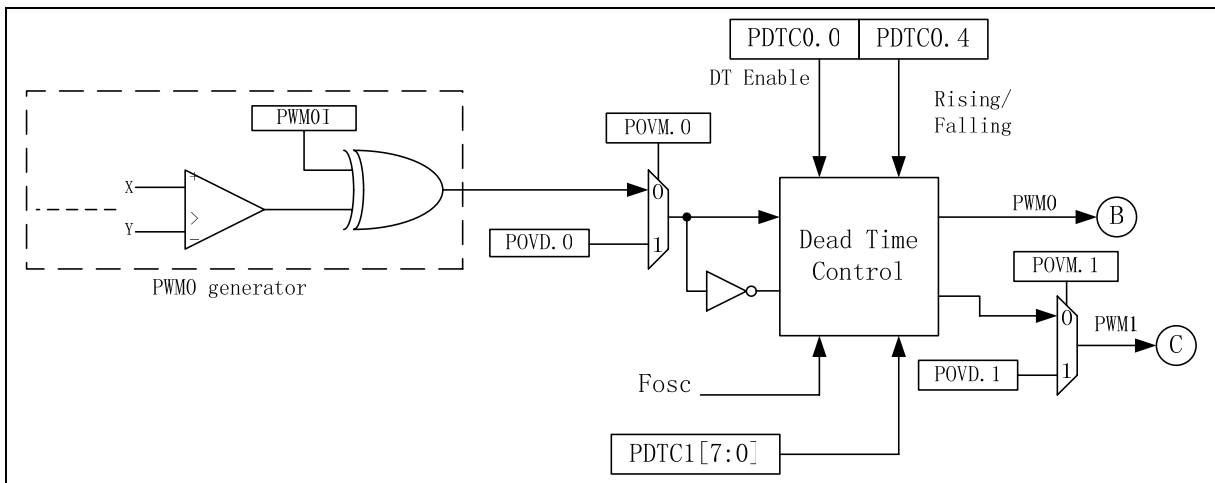 PDTC0.0 PDTC0.4
DT Enable
Rising/
Falling
PWM0I
POVM.0
X
+
>
Y
−
0
1
POVD.0
PWM0 generator
Dead Time
Control
PWM0
B
POVM.1
0
1
PWM1
C
POVD.1
Fosc
PDTC1[7:0]